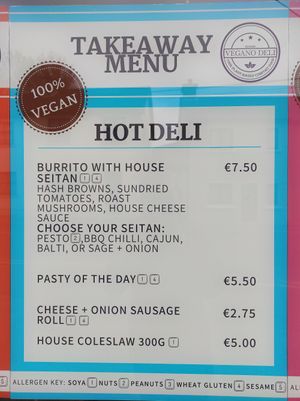 TAKEAWAY
MENU
VEGANO DELI
100%
VEGAN
HOT DELI
BURRITO WITH HOUSE €7.50
SEITAN 1 4
HASH BROWNS, SUNDRIED
TOMATOES, ROAST
MUSHROOMS, HOUSE CHEESE
SAUCE
CHOOSE YOUR SEITAN:
PESTO 2, BBQ CHILLI, CAJUN,
BALTI, OR SAGE + ONION
PASTY OF THE DAY 1 4 €5.50
CHEESE + ONION SAUSAGE €2.75
ROLL 1 4
HOUSE COLESLAW 300G 1 €5.00
5 ALLERGEN KEY: SOYA 1 NUTS 2 PEANUTS 3 WHEAT GLUTEN 4 SESAME 5